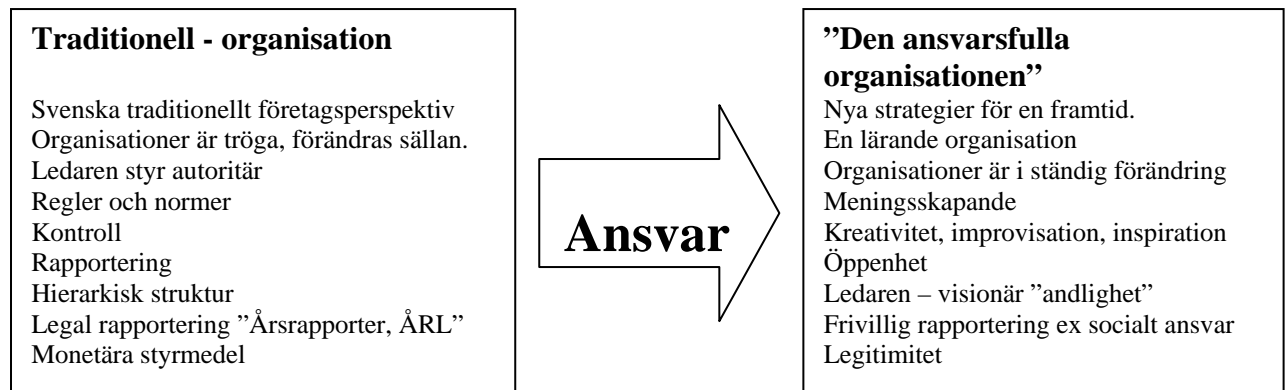 Traditionell - organisation
Svenska traditionellt företagsperspektiv
Organisationer är tröga, förändras sällan.
Ledaren styr autoritär
Regler och normer
Kontroll
Rapportering
Hierarkisk struktur
Legal rapportering ”Årsrapporter, ÅRL”
Monetära styrmedel
Ansvar
”Den ansvarsfulla
organisationen”
Nya strategier för en framtid.
En lärande organisation
Organisationer är i ständig förändring
Meningsskapande
Kreativitet, improvisation, inspiration
Öppenhet
Ledaren – visionär ”andlighet”
Frivillig rapportering ex socialt ansvar
Legitimitet